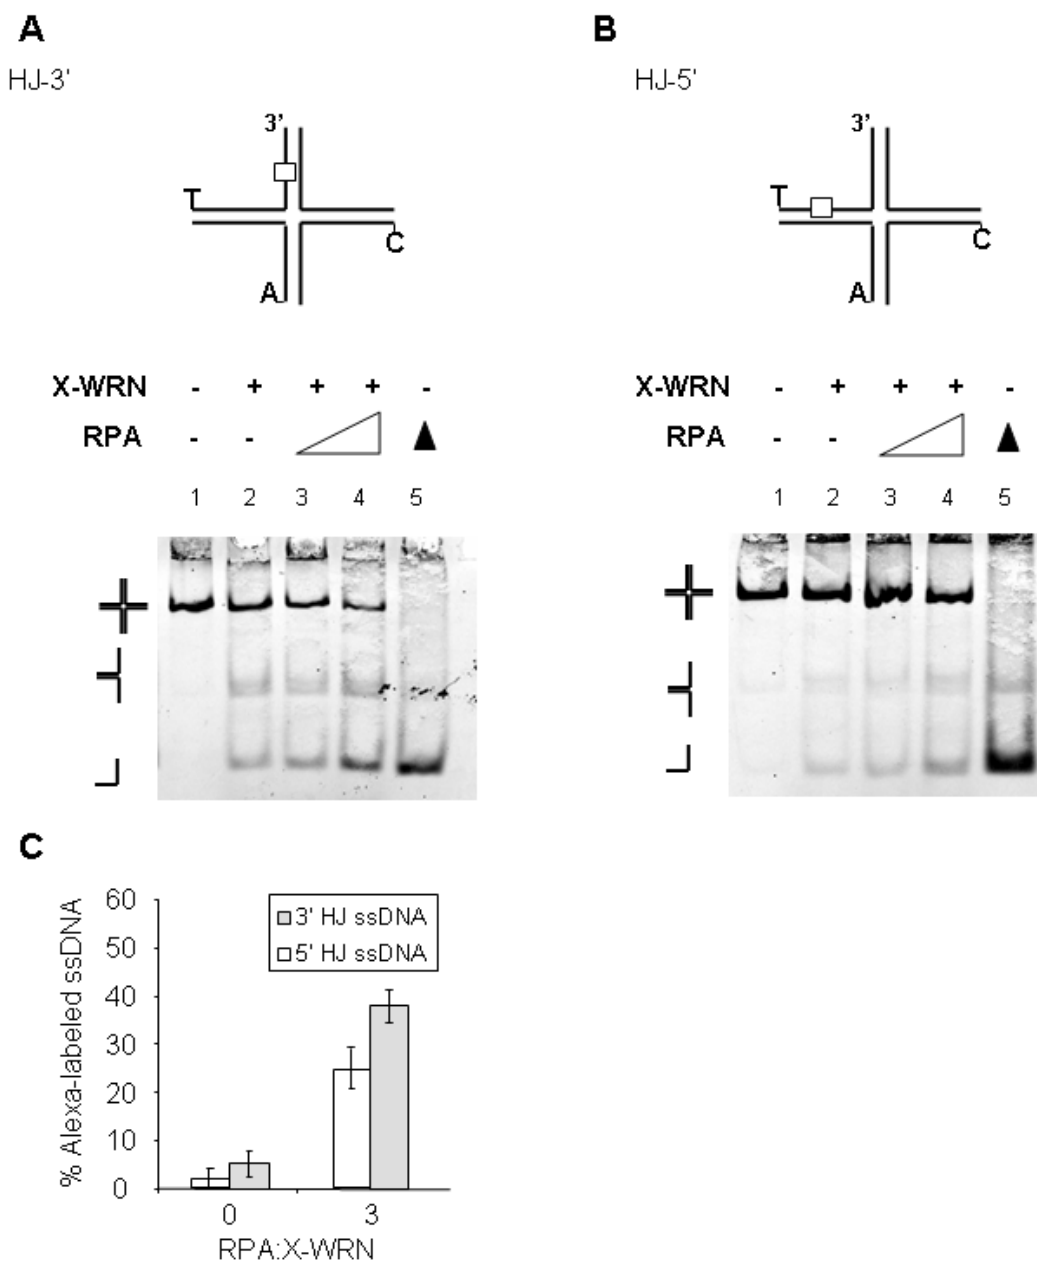 A
B
HJ-3'
HJ-5'
3'
T
C
A
3'
T
C
A
X-WRN - + + + -
RPA - -
1 2 3 4 5
X-WRN - + + + -
RPA - -
1 2 3 4 5
C
% Alexa-labeled ssDNA
60
50
40
30
20
10
0
3' HJ ssDNA
5' HJ ssDNA
0 3
RPA:X-WRN